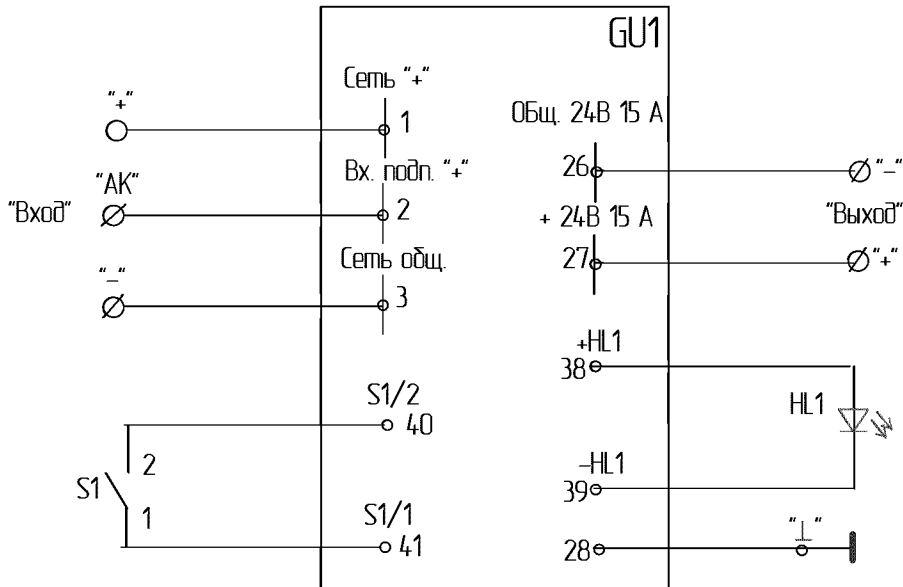 GU1
Сеть "+"
"+"
1
ОБщ. 24В 15 А
Вх. подп. "+"
26
"-"
"АК"
"Вход"
2
+ 24В 15 А
"Выход"
Сеть общ.
27
"+"
"-"
3
+HL1
38
S1/2
HL1
40
2
-HL1
S1
39
1
S1/1
"⊥"
41
28